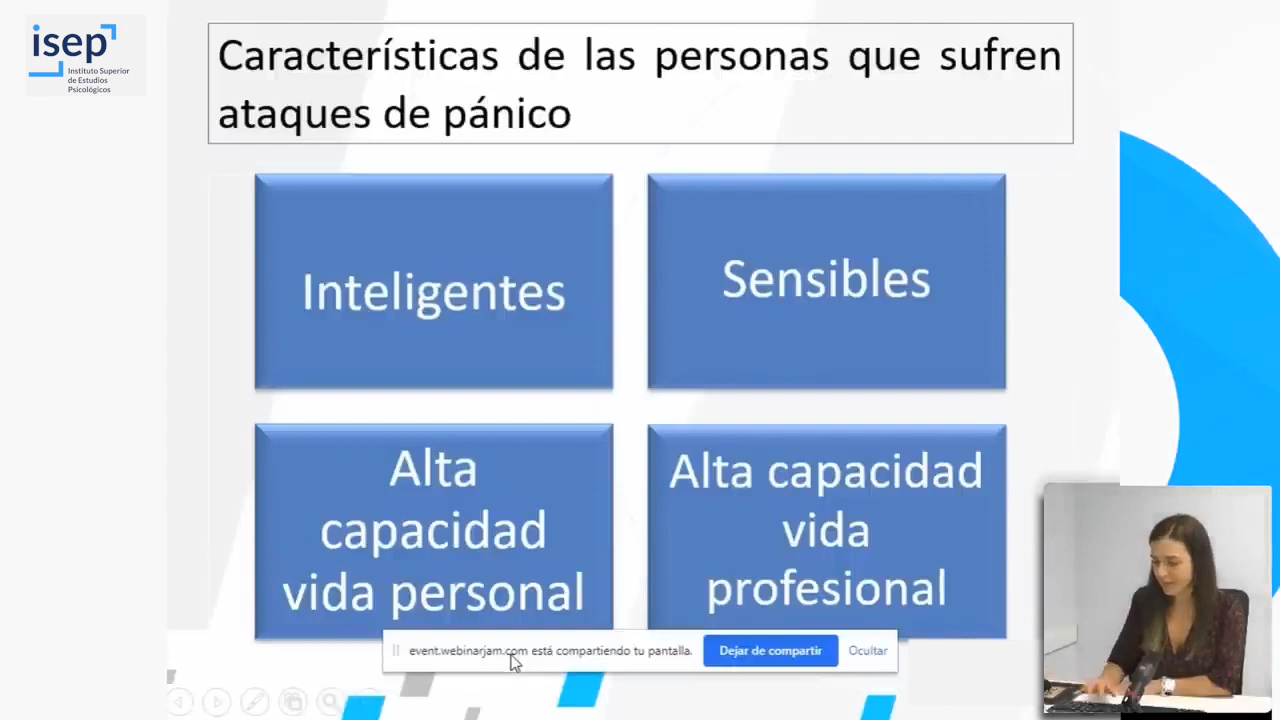 isep
Instituto Superior
de Estudios
Psicológicos
Características de las personas que sufren
ataques de pánico
Inteligentes
Sensibles
Alta
capacidad
vida personal
Alta capacidad
vida
profesional
event.webinarjam.com está compartiendo tu pantalla.
Dejar de compartir
Ocultar